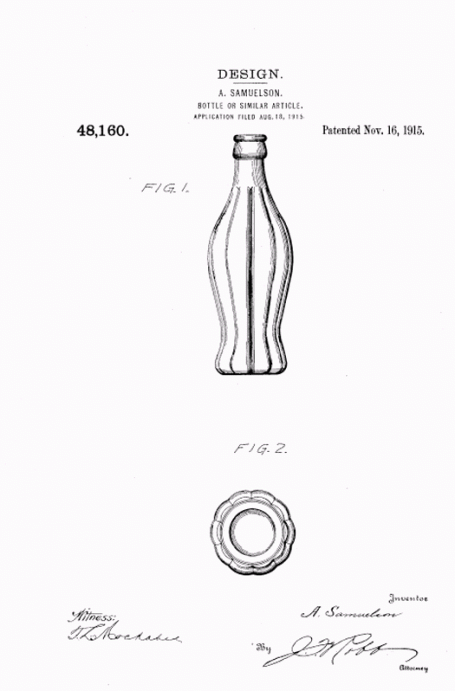 DESIGN.
A. SAMUELSON.
BOTTLE OR SIMILAR ARTICLE.
APPLICATION FILED AUG. 18, 1915.
48,160.
Patented Nov. 16, 1915.
FIG. 1.
FIG. 2.
Inventor
Witness:
A. Samuelson
By
Attorney